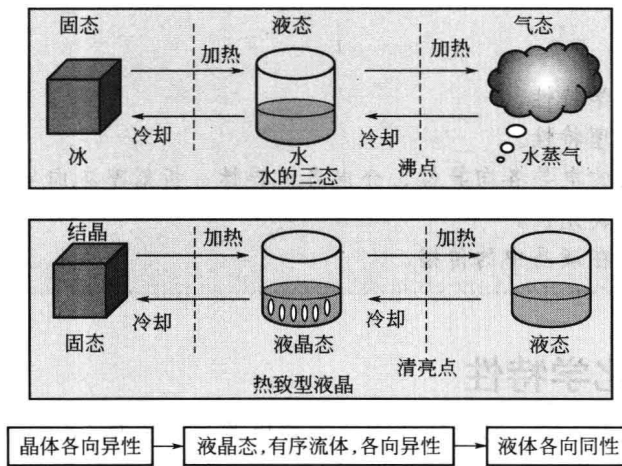 固态 液态 气态
加热 加热
冷却 冷却
冰 水 水蒸气
水的三态 沸点
结晶
加热 加热
冷却 冷却
固态 液晶态 液态
热致型液晶 清亮点
晶体各向异性 液晶态,有序流体,各向异性 液体各向同性